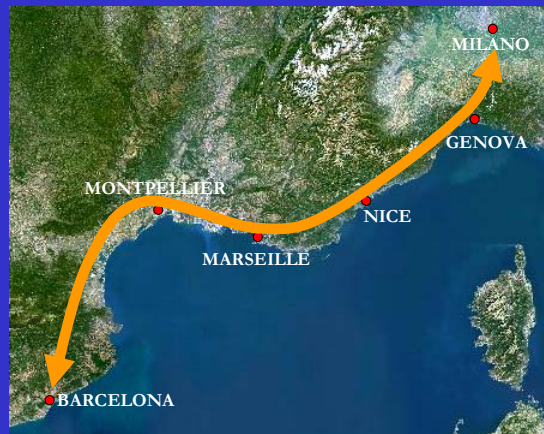 MILANO
GENOVA
MONTPELLIER
NICE
MARSEILLE
BARCELONA